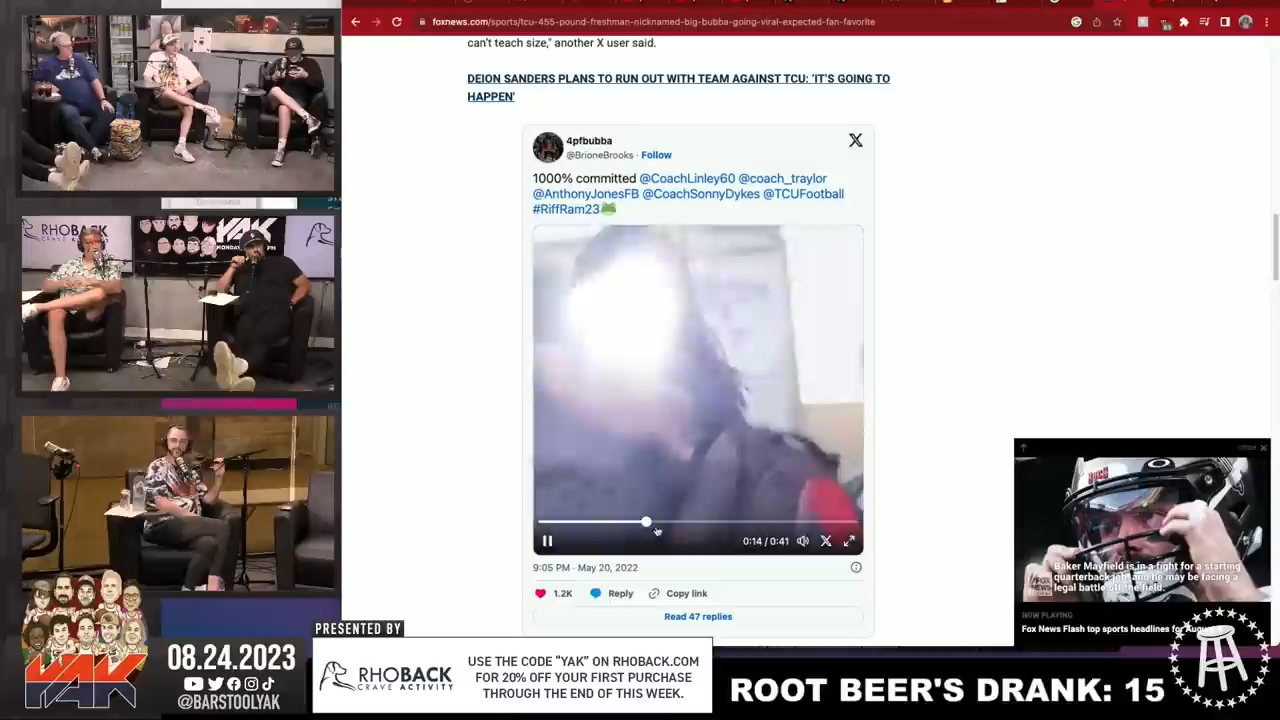 foxnews.com/sports/tcu-455-pound-freshman-nicknamed-big-bubba-going-viral-expected-fan-favorite
can't teach size," another X user said.
DEION SANDERS PLANS TO RUN OUT WITH TEAM AGAINST TCU: 'IT'S GOING TO
HAPPEN'
4pfbubba
@BrioneBrooks · Follow
1000% committed @CoachLinley60 @coach_traylor
@AnthonyJonesFB @CoachSonnyDykes @TCUFootball
#RiffRam23
0:14 / 0:41
9:05 PM · May 20, 2022
1.2K Reply Copy link
Read 47 replies
RHOBACK
CRAVE ACTIVITY
YAK
MONDAY
PM
Baker Mayfield is in a fight for a starting
quarterback job, and he may be facing a
legal battle off the field.
NOW PLAYING
Fox News Flash top sports headlines for
YAK
08.24.2023
@BARSTOOLYAK
PRESENTED BY
RHOBACK
CRAVE ACTIVITY
USE THE CODE "YAK" ON RHOBACK.COM
FOR 20% OFF YOUR FIRST PURCHASE
THROUGH THE END OF THIS WEEK.
ROOT BEER'S DRANK: 15